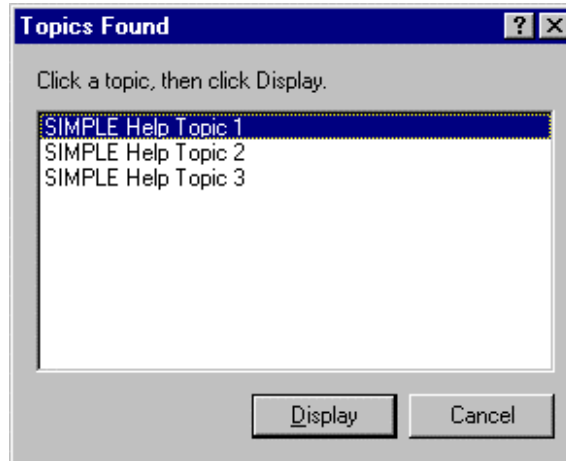 Topics Found
Click a topic, then click Display.
SIMPLE Help Topic 1
SIMPLE Help Topic 2
SIMPLE Help Topic 3
Display
Cancel